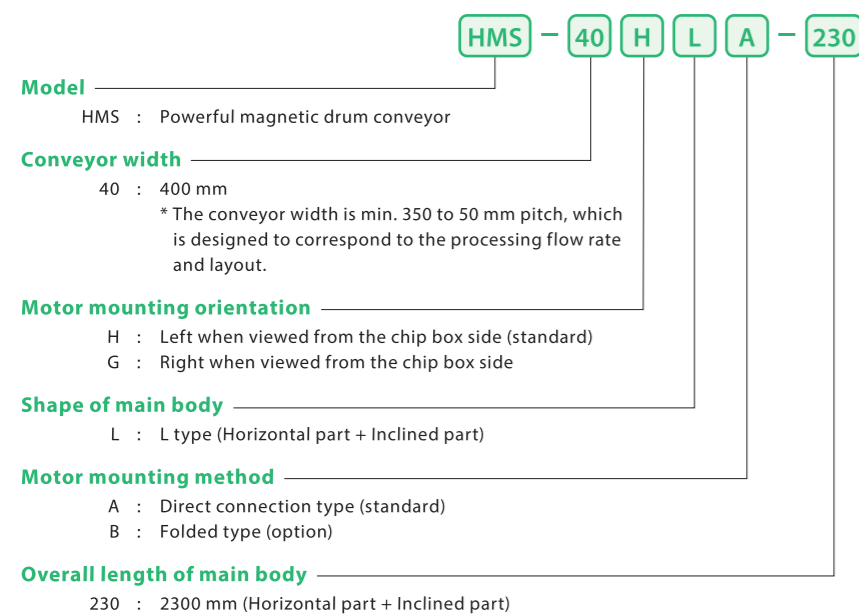 HMS – 40 H L A – 230
Model
HMS : Powerful magnetic drum conveyor
Conveyor width
40 : 400 mm
* The conveyor width is min. 350 to 50 mm pitch, which
is designed to correspond to the processing flow rate
and layout.
Motor mounting orientation
H : Left when viewed from the chip box side (standard)
G : Right when viewed from the chip box side
Shape of main body
L : L type (Horizontal part + Inclined part)
Motor mounting method
A : Direct connection type (standard)
B : Folded type (option)
Overall length of main body
230 : 2300 mm (Horizontal part + Inclined part)